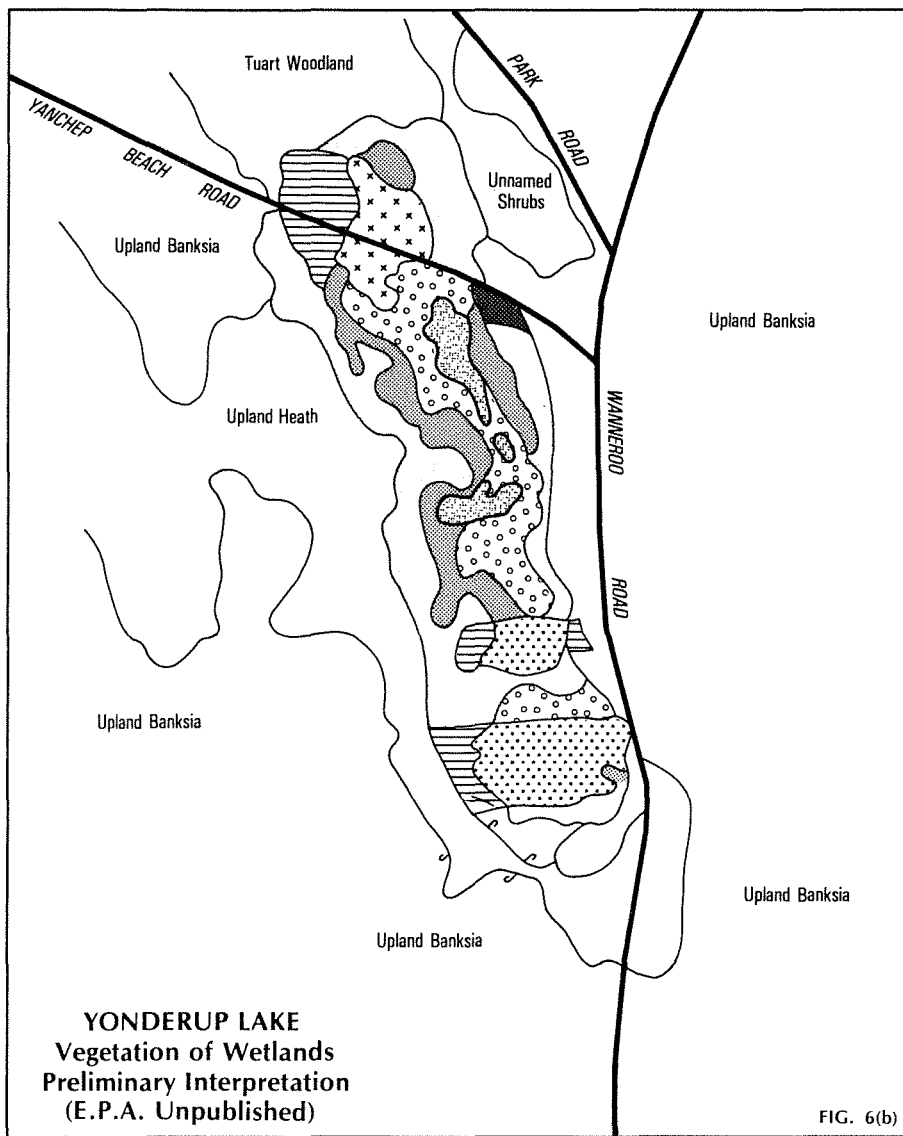 Tuart Woodland
PARK ROAD
YANCHEP BEACH ROAD
Unnamed
Shrubs
Upland Banksia
Upland Banksia
Upland Heath
WANNEROO ROAD
Upland Banksia
Upland Banksia
Upland Banksia
YONDERUP LAKE
Vegetation of Wetlands
Preliminary Interpretation
(E.P.A. Unpublished)
FIG. 6(b)